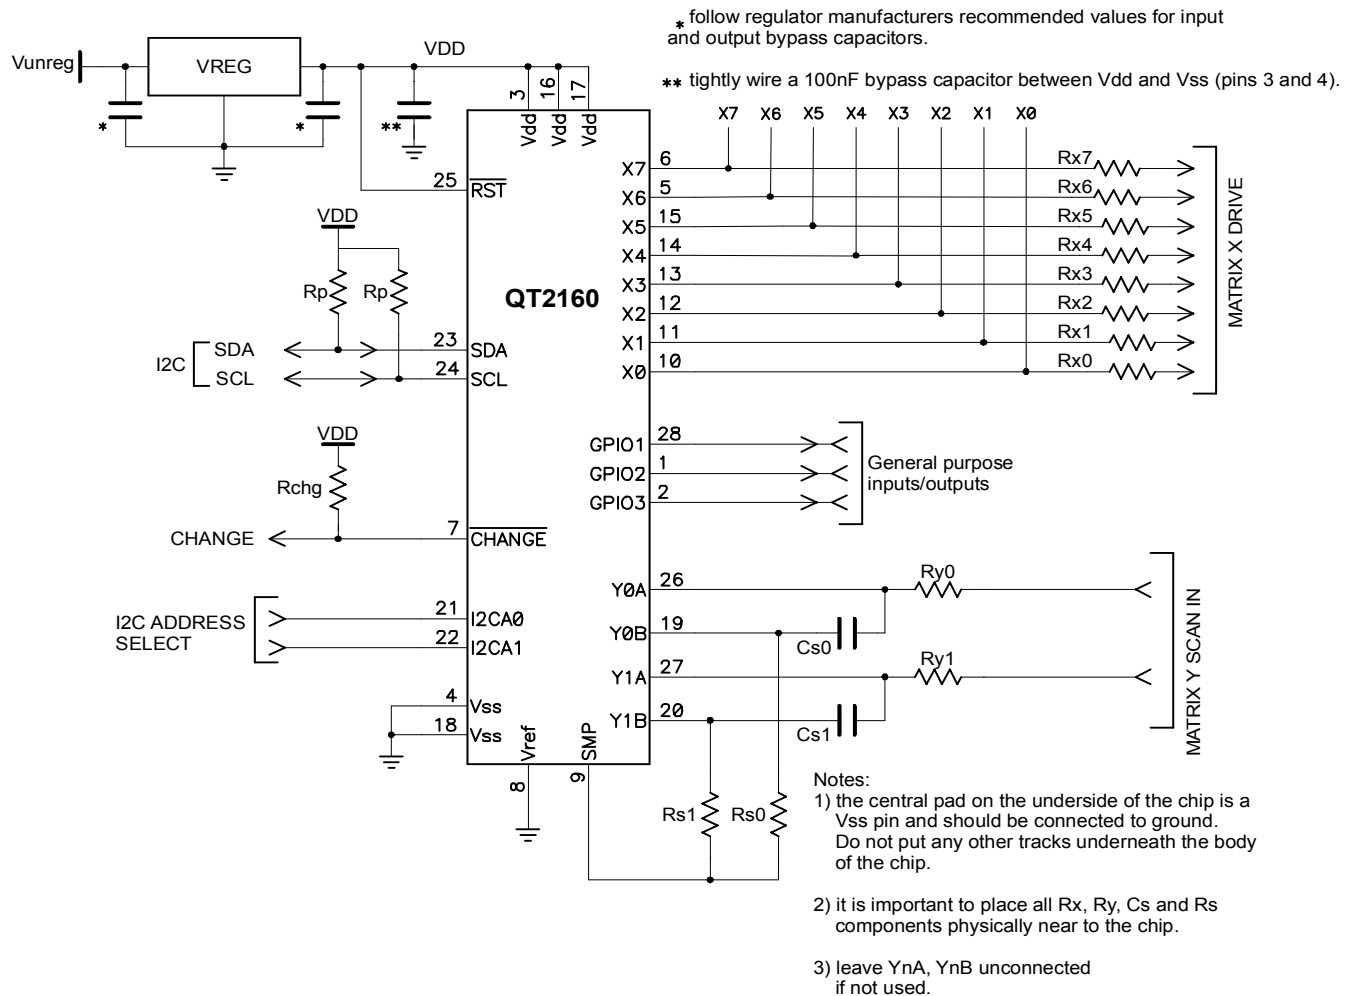 * follow regulator manufacturers recommended values for input
and output bypass capacitors.
** tightly wire a 100nF bypass capacitor between Vdd and Vss (pins 3 and 4).
Vunreg
VREG
VDD
*
*
**
3
16
17
Vdd
Vdd
Vdd
X7 X6 X5 X4 X3 X2 X1 X0
25
RST
VDD
Rp
Rp
I2C
SDA
SCL
23
SDA
24
SCL
VDD
Rchg
CHANGE
7
CHANGE
I2C ADDRESS
SELECT
21
I2CA0
22
I2CA1
4
Vss
18
Vss
Vref
8
SMP
9
QT2160
X7 6 Rx7
X6 5 Rx6
X5 15 Rx5
X4 14 Rx4
X3 13 Rx3
X2 12 Rx2
X1 11 Rx1
X0 10 Rx0
MATRIX X DRIVE
GPIO1 28
GPIO2 1
GPIO3 2
General purpose
inputs/outputs
Y0A 26
Ry0
Y0B 19
Cs0
Y1A 27
Ry1
Y1B 20
Cs1
MATRIX Y SCAN IN
Rs1
Rs0
Notes:
1) the central pad on the underside of the chip is a
Vss pin and should be connected to ground.
Do not put any other tracks underneath the body
of the chip.
2) it is important to place all Rx, Ry, Cs and Rs
components physically near to the chip.
3) leave YnA, YnB unconnected
if not used.